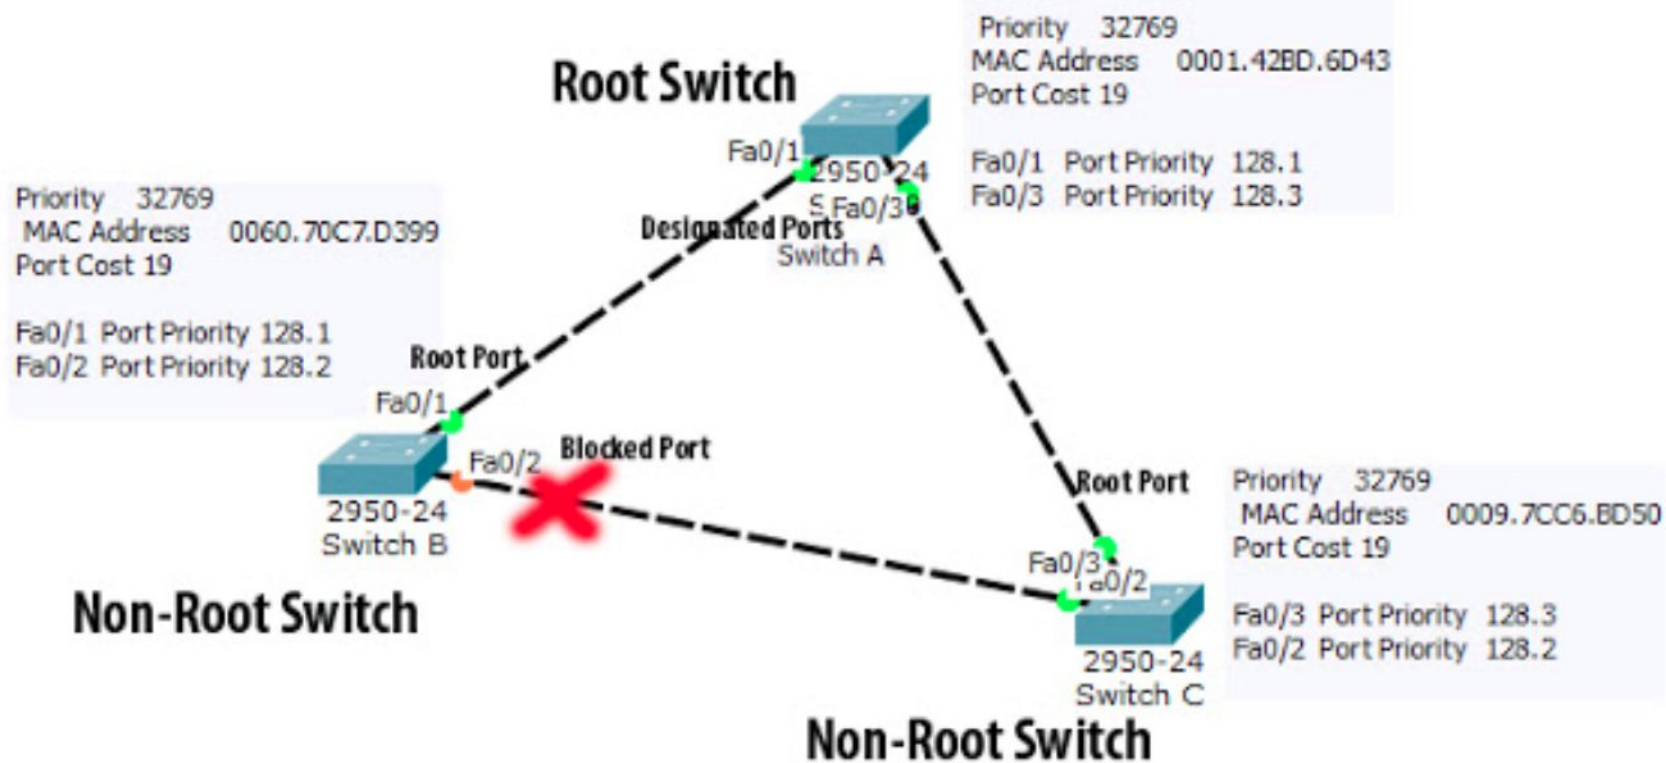 Priority 32769
MAC Address 0001.42BD.6D43
Port Cost 19
Fa0/1 Port Priority 128.1
Fa0/3 Port Priority 128.3
Root Switch
Fa0/1
2950-24
S Fa0/3
Designated Ports
Switch A
Priority 32769
MAC Address 0060.70C7.D399
Port Cost 19
Fa0/1 Port Priority 128.1
Fa0/2 Port Priority 128.2
Root Port
Fa0/1
Fa0/2
Blocked Port
2950-24
Switch B
Non-Root Switch
Root Port
Priority 32769
MAC Address 0009.7CC6.BD50
Port Cost 19
Fa0/3 Port Priority 128.3
Fa0/2 Port Priority 128.2
Fa0/3
Fa0/2
2950-24
Switch C
Non-Root Switch